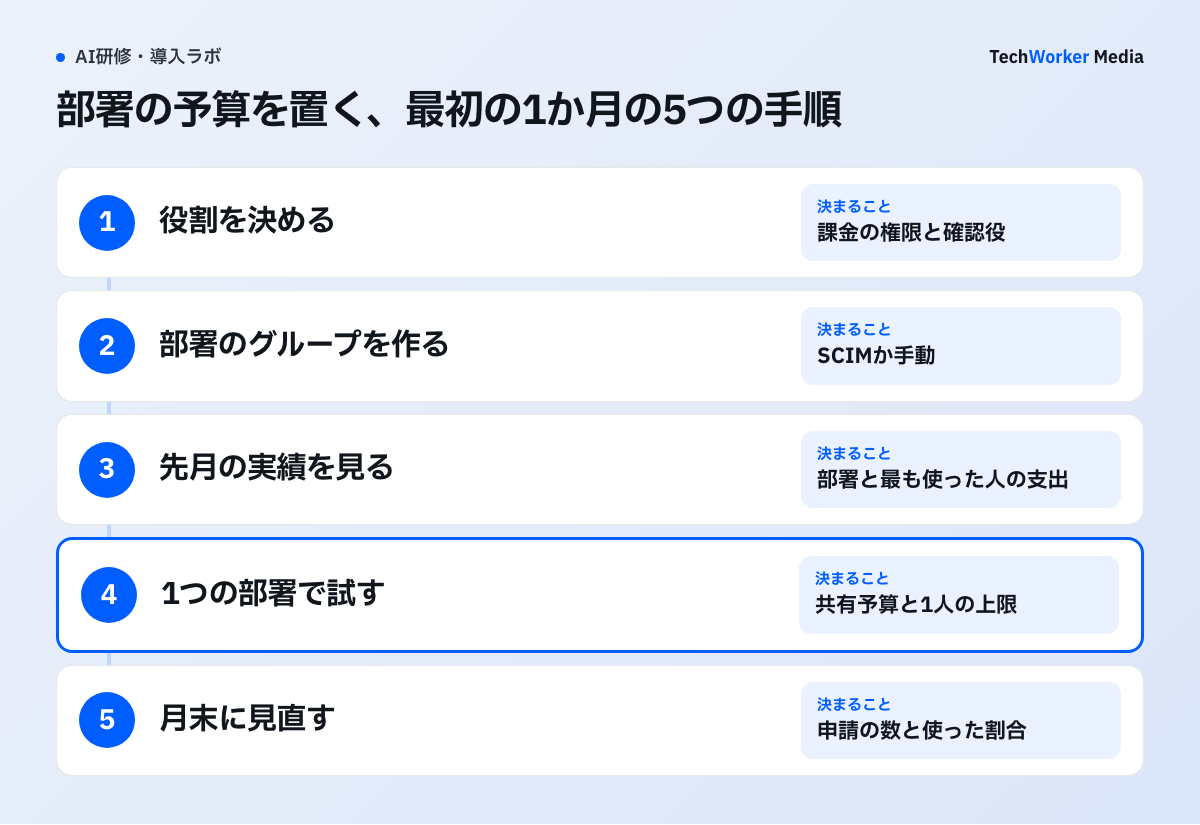 AI研修・導入ラボ
TechWorker Media
部署の予算を置く、最初の1か月の5つの手順
1
役割を決める
決まること
課金の権限と確認役
2
部署のグループを作る
決まること
SCIMか手動
3
先月の実績を見る
決まること
部署と最も使った人の支出
4
1つの部署で試す
決まること
共有予算と1人の上限
5
月末に見直す
決まること
申請の数と使った割合